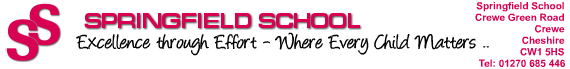 SS
SPRINGFIELD SCHOOL
Excellence through Effort - Where Every Child Matters ..
Springfield School
Crewe Green Road
Crewe
Cheshire
CW1 5HS
Tel: 01270 685 446